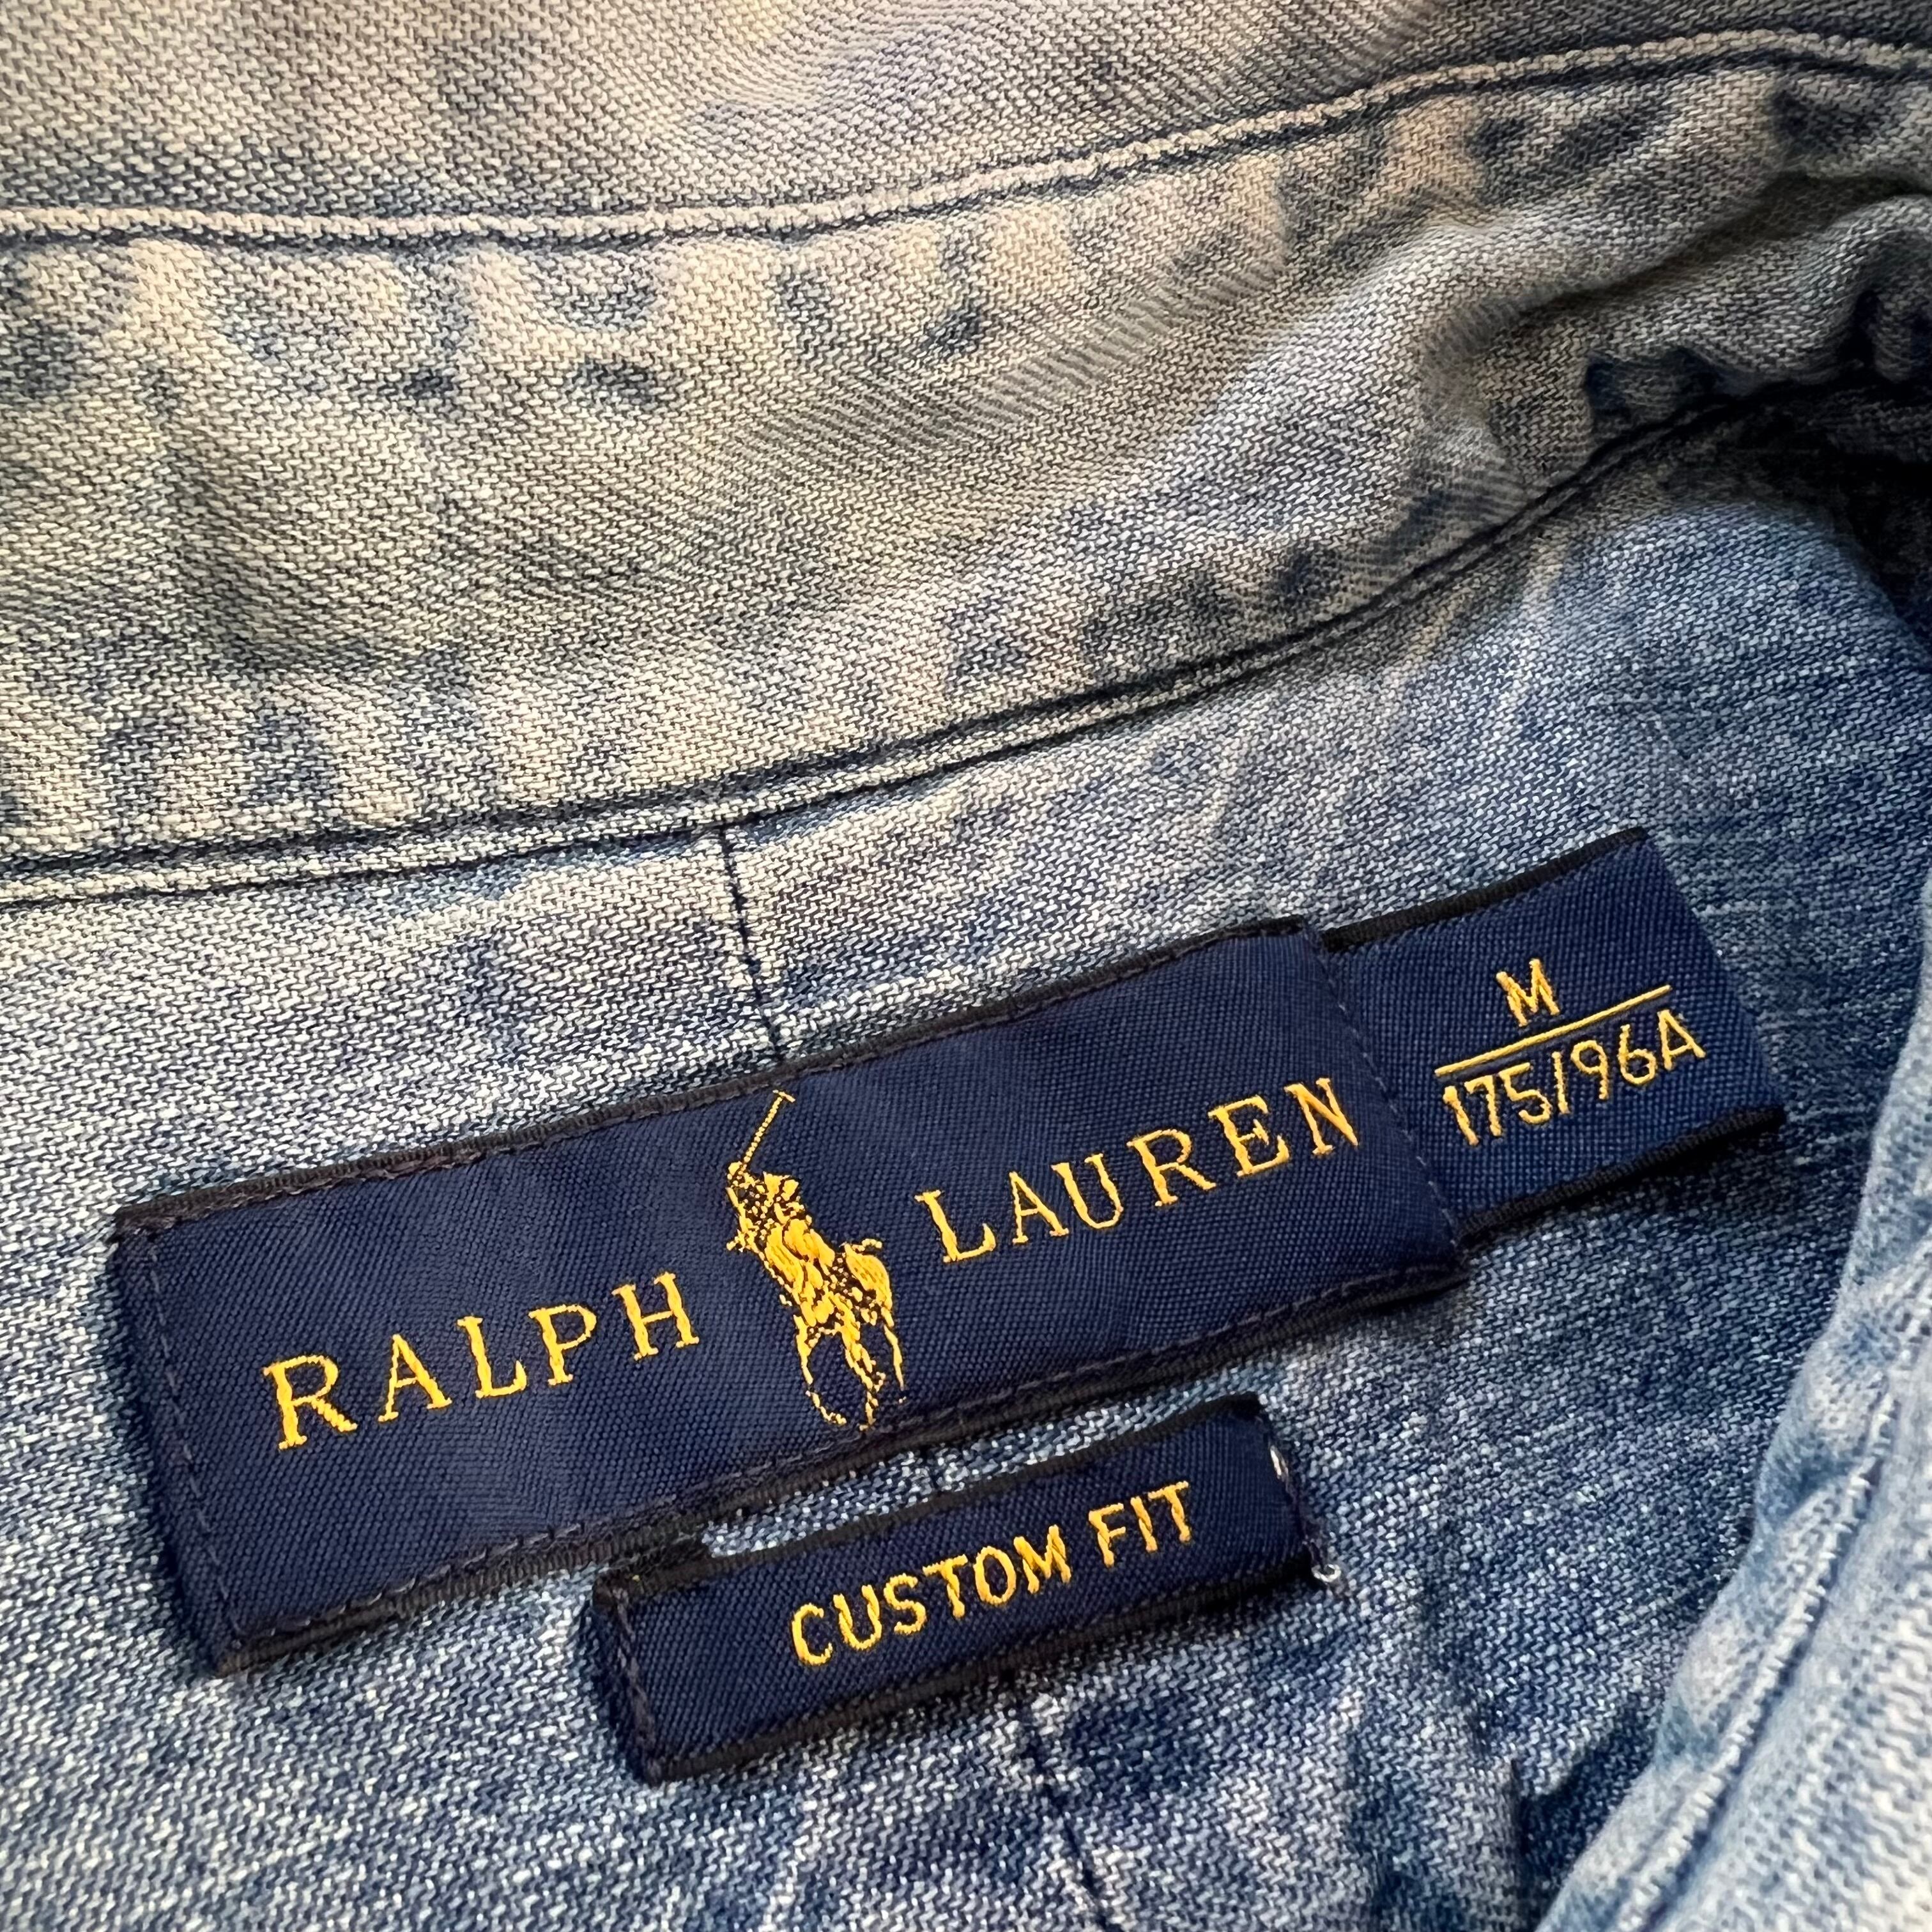 RALPH LAUREN
M
175/96A
CUSTOM FIT